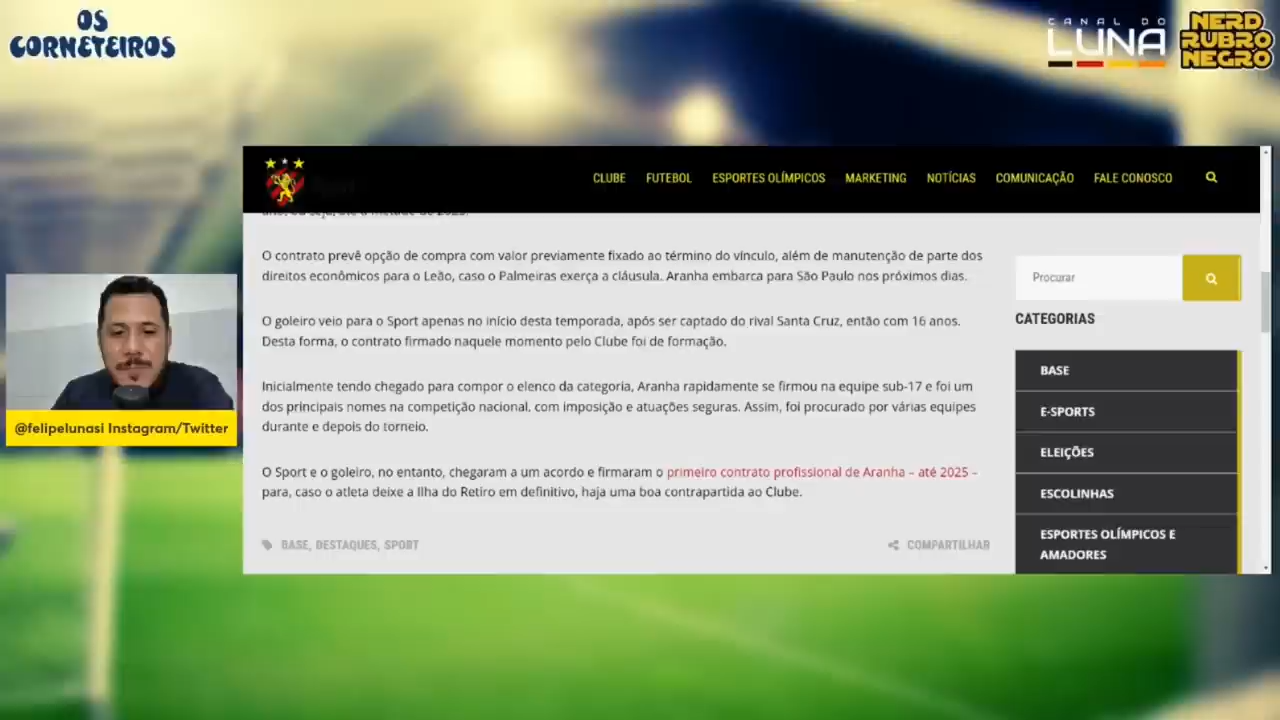 OS
CORNETEIROS
CANAL DO
LUNA
NERD
RUBRO
NEGRO
CLUBE FUTEBOL ESPORTES OLÍMPICOS MARKETING NOTÍCIAS COMUNICAÇÃO FALE CONOSCO
ano, ou seja, até a metade de 2023.
O contrato prevê opção de compra com valor previamente fixado ao término do vínculo, além de manutenção de parte dos
direitos econômicos para o Leão, caso o Palmeiras exerça a cláusula. Aranha embarca para São Paulo nos próximos dias.
O goleiro veio para o Sport apenas no início desta temporada, após ser captado do rival Santa Cruz, então com 16 anos.
Desta forma, o contrato firmado naquele momento pelo Clube foi de formação.
Inicialmente tendo chegado para compor o elenco da categoria, Aranha rapidamente se firmou na equipe sub-17 e foi um
dos principais nomes na competição nacional, com imposição e atuações seguras. Assim, foi procurado por várias equipes
durante e depois do torneio.
O Sport e o goleiro, no entanto, chegaram a um acordo e firmaram o primeiro contrato profissional de Aranha – até 2025 –
para, caso o atleta deixe a Ilha do Retiro em definitivo, haja uma boa contrapartida ao Clube.
BASE, DESTAQUES, SPORT
COMPARTILHAR
Procurar
CATEGORIAS
BASE
E-SPORTS
ELEIÇÕES
ESCOLINHAS
ESPORTES OLÍMPICOS E
AMADORES
@felipelunasi Instagram/Twitter